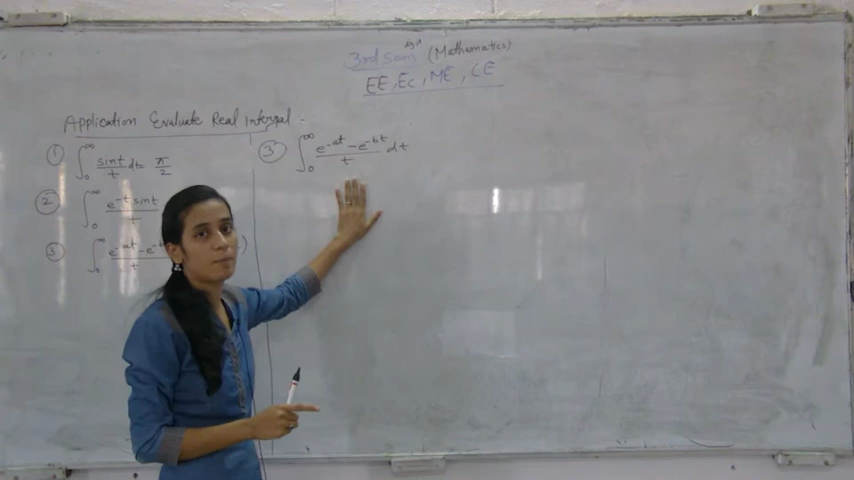 3rd Sem (Mathematics)
EE, Ec, ME, CE
Application Evaluate Real Integral :-
① ∫₀^∞ sint/t dt = π/2
② ∫₀^∞ e^-t sint/t
③ ∫₀^∞ e^-at - e^-b /t )
③ ∫₀^∞ e^-at - e^-bt / t dt